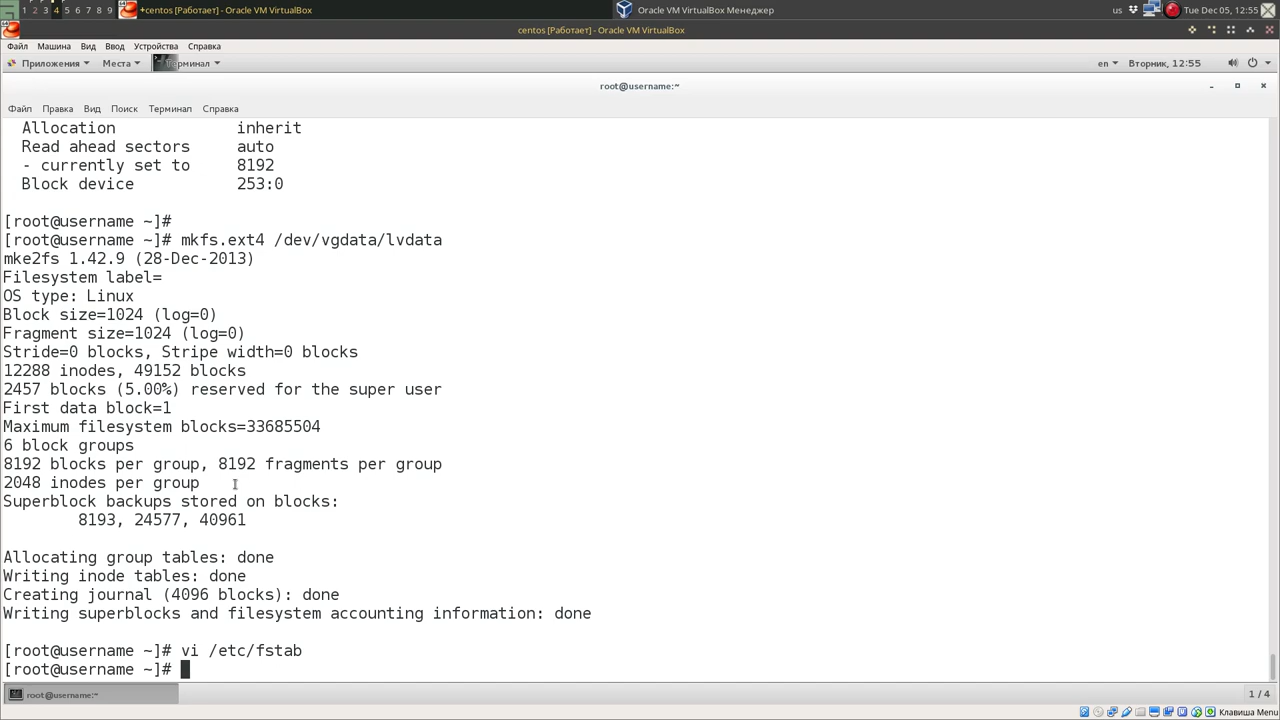 1 2 3 4 5 6 7 8 9 *centos [Работает] - Oracle VM VirtualBox Oracle VM VirtualBox Менеджер us Tue Dec 05, 12:55
centos [Работает] - Oracle VM VirtualBox
Файл Машина Вид Ввод Устройства Справка
Приложения Места Терминал en Вторник, 12:55
root@username:~
Файл Правка Вид Поиск Терминал Справка
Allocation inherit
Read ahead sectors auto
- currently set to 8192
Block device 253:0
[root@username ~]#
[root@username ~]# mkfs.ext4 /dev/vgdata/lvdata
mke2fs 1.42.9 (28-Dec-2013)
Filesystem label=
OS type: Linux
Block size=1024 (log=0)
Fragment size=1024 (log=0)
Stride=0 blocks, Stripe width=0 blocks
12288 inodes, 49152 blocks
2457 blocks (5.00%) reserved for the super user
First data block=1
Maximum filesystem blocks=33685504
6 block groups
8192 blocks per group, 8192 fragments per group
2048 inodes per group
Superblock backups stored on blocks:
8193, 24577, 40961
Allocating group tables: done
Writing inode tables: done
Creating journal (4096 blocks): done
Writing superblocks and filesystem accounting information: done
[root@username ~]# vi /etc/fstab
[root@username ~]#
root@username:~ 1 / 4
Клавиша Menu